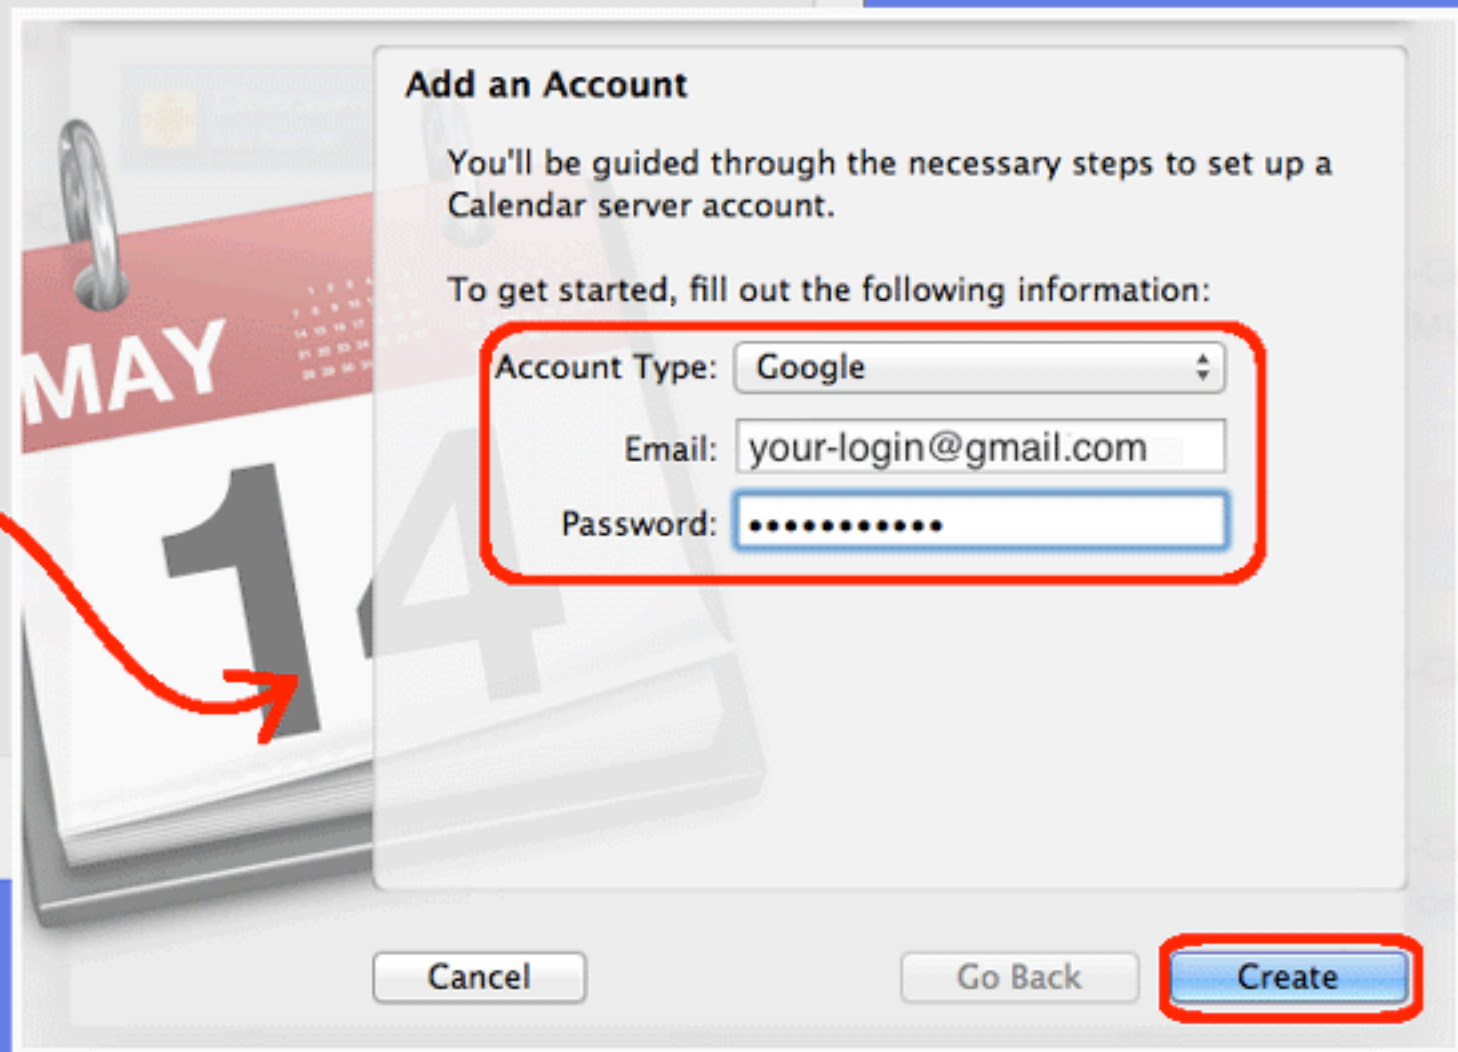 Add an Account
You'll be guided through the necessary steps to set up a
Calendar server account.
To get started, fill out the following information:
Account Type: Google
Email: your-login@gmail.com
Password: •••••••••••
MAY
14
Cancel
Go Back
Create